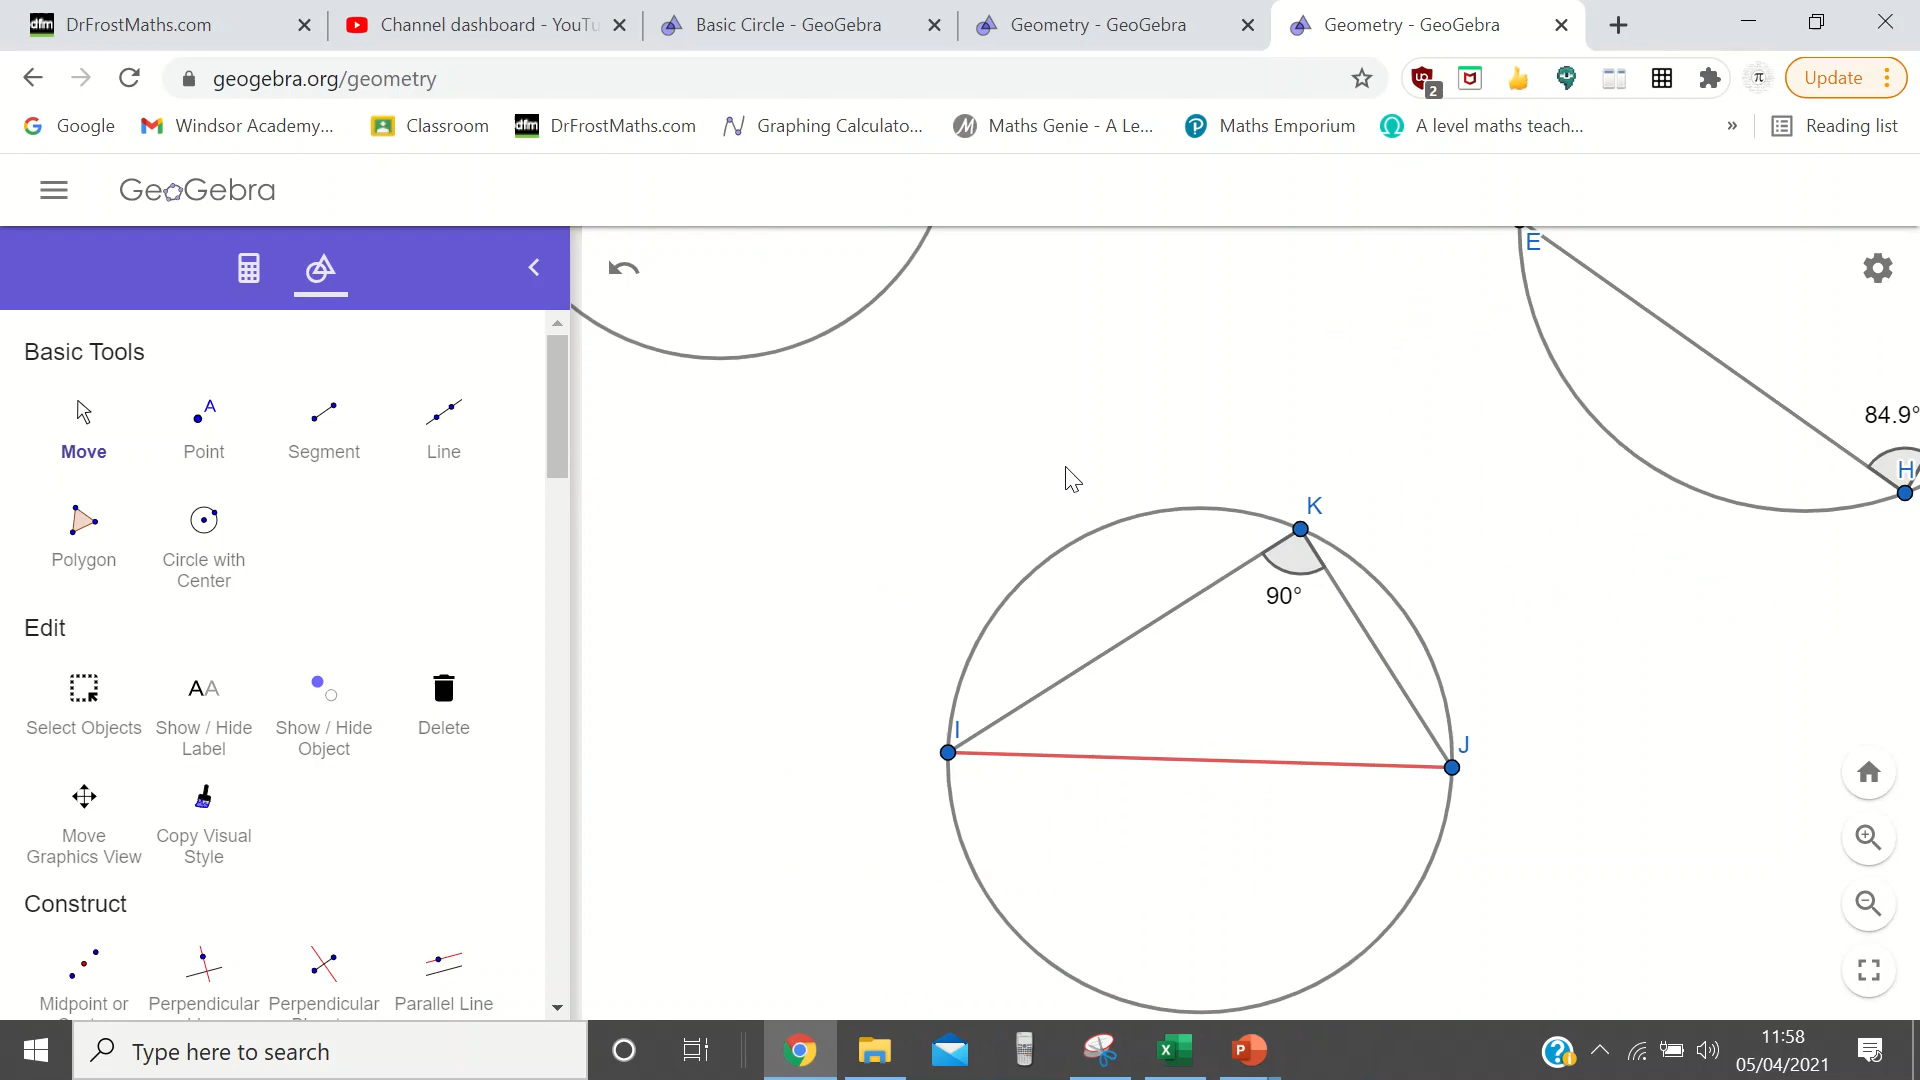 DrFrostMaths.com
Channel dashboard - YouTu
Basic Circle - GeoGebra
Geometry - GeoGebra
Geometry - GeoGebra
geogebra.org/geometry
2
Update
Google
Windsor Academy...
Classroom
dfm
DrFrostMaths.com
Graphing Calculato...
Maths Genie - A Le...
Maths Emporium
A level maths teach...
»
Reading list
GeoGebra
Basic Tools
Move
A
Point
Segment
Line
Polygon
Circle with
Center
Edit
Select Objects
AA
Show / Hide
Label
Show / Hide
Object
Delete
Move
Graphics View
Copy Visual
Style
Construct
Midpoint or
Perpendicular
Perpendicular
Parallel Line
E
84.9°
H
K
90°
I
J
Type here to search
11:58
05/04/2021